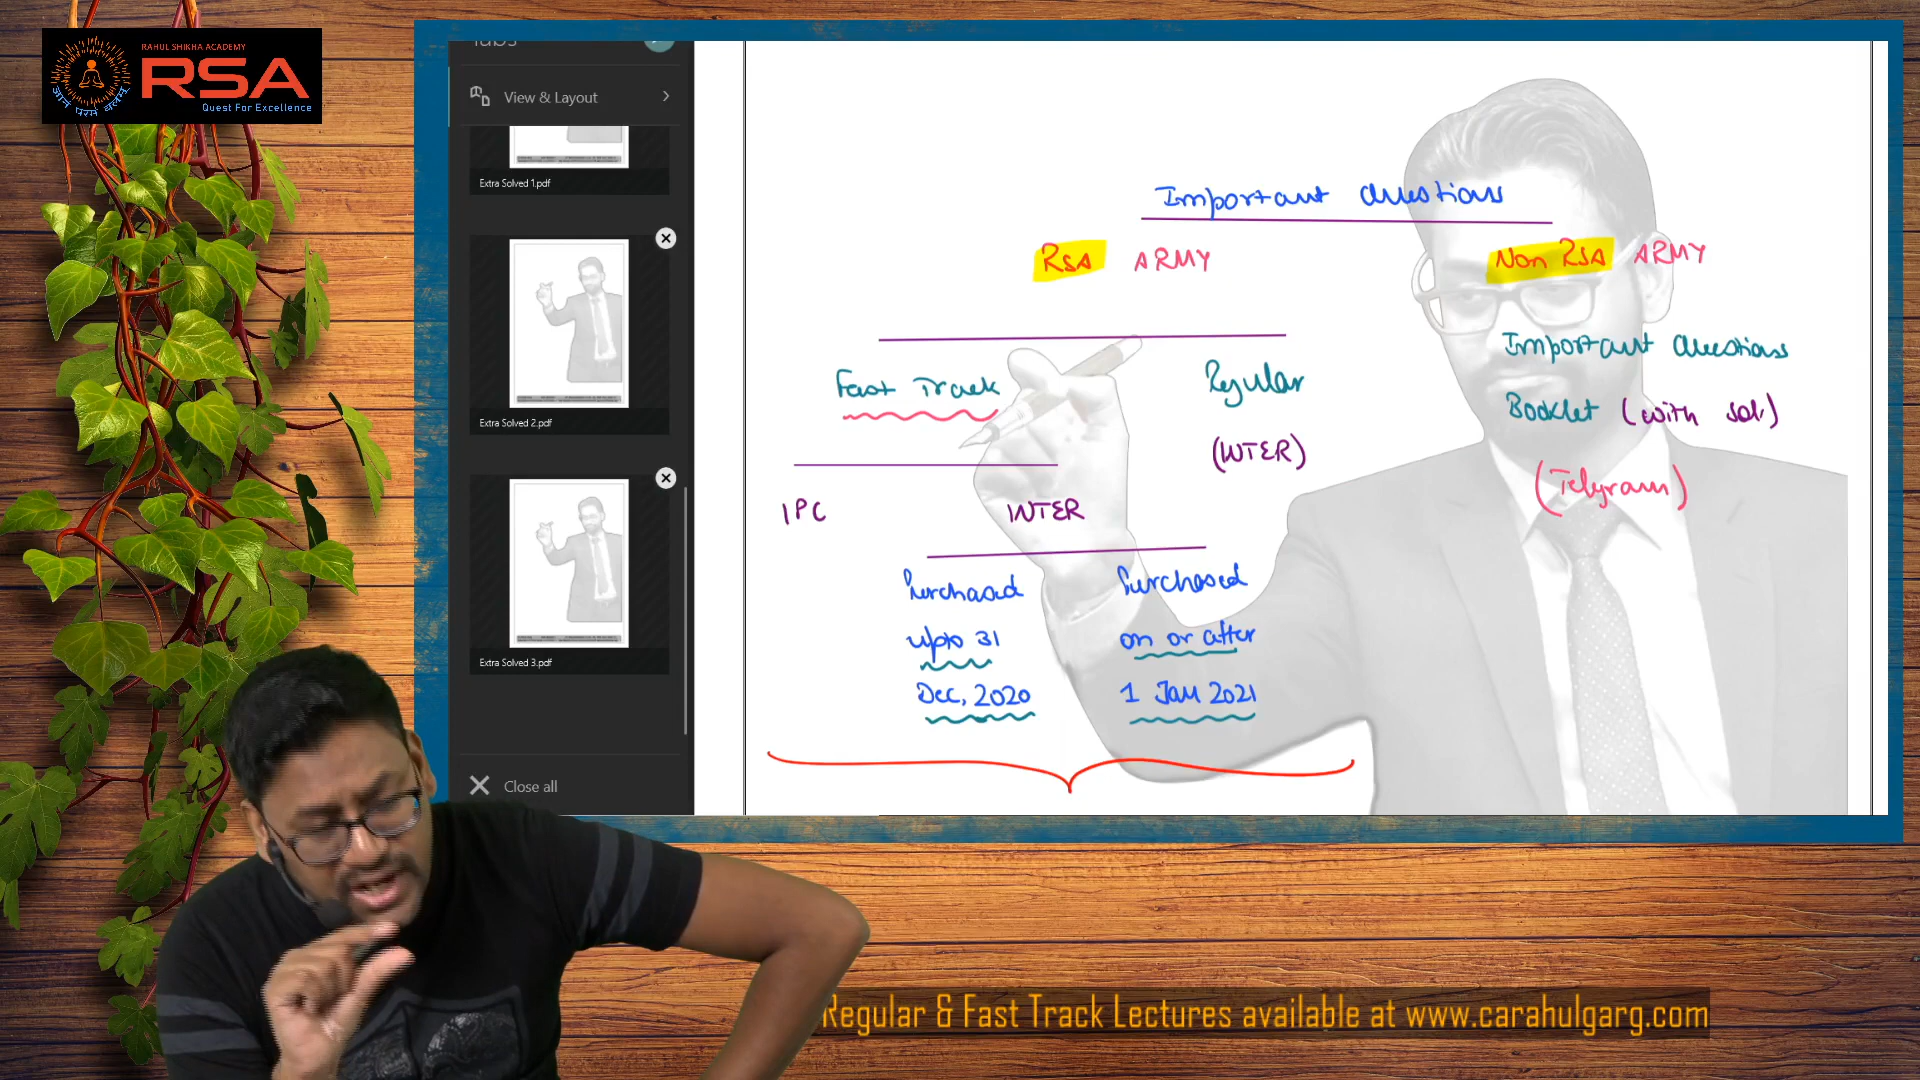 RAHUL SHIKHA ACADEMY
RSA
Quest For Excellence
View & Layout
Extra Solved 1.pdf
Extra Solved 2.pdf
Extra Solved 3.pdf
Close all
Important Questions
RSA ARMY
Non RSA ARMY
Fast Track
Regular
(INTER)
Important Questions
Booklet (with sol)
(Telegram)
IPC
INTER
Purchased
upto 31
Dec, 2020
Purchased
on or after
1 Jan 2021
Regular & Fast Track Lectures available at www.carahulgarg.com